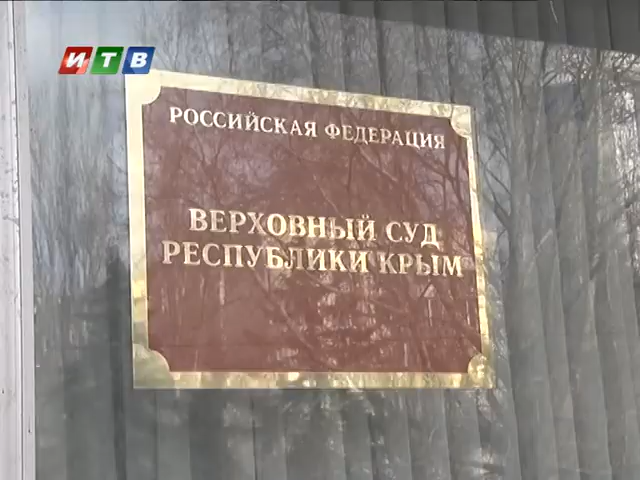 ИТВ
РОССИЙСКАЯ ФЕДЕРАЦИЯ
ВЕРХОВНЫЙ СУД
РЕСПУБЛИКИ КРЫМ